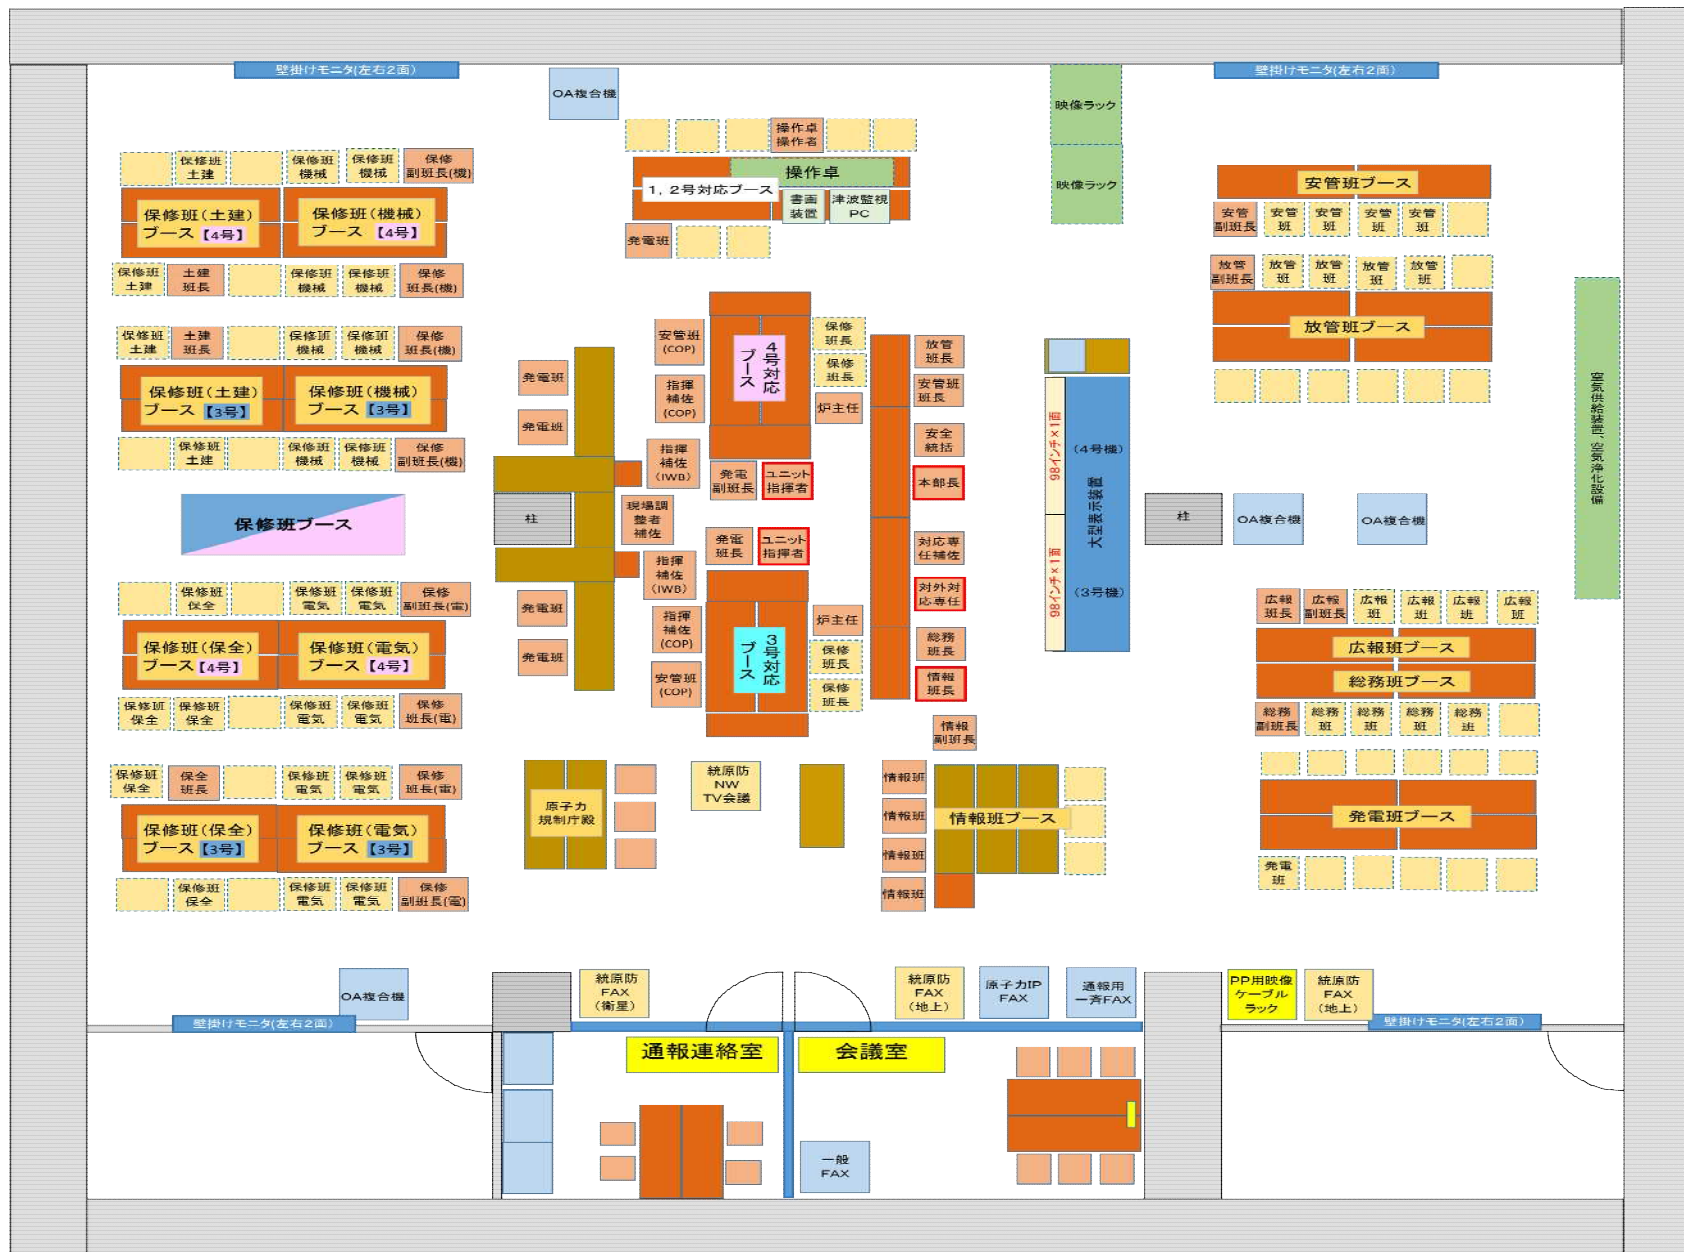 壁掛けモニタ(左右2面)
壁掛けモニタ(左右2面)
OA複合機
映像ラック
映像ラック
操作卓
操作者
操作卓
1, 2号対応ブース
書画
装置
津波監視
PC
発電班
保修班
土建
保修班
機械
保修班
機械
保修
副班長(機)
保修班(土建)
ブース【4号】
保修班(機械)
ブース【4号】
保修班
土建
土建
班長
保修班
機械
保修班
機械
保修
班長(機)
保修班
土建
土建
班長
保修班
機械
保修班
機械
保修
班長(機)
保修班(土建)
ブース【3号】
保修班(機械)
ブース【3号】
保修班
土建
保修班
機械
保修班
機械
保修
副班長(機)
保修班ブース
保修班
保全
保修班
電気
保修班
電気
保修
副班長(電)
保修班(保全)
ブース【4号】
保修班(電気)
ブース【4号】
保修班
保全
保修班
保全
保修班
電気
保修班
電気
保修
班長(電)
保修班
保全
保全
班長
保修班
電気
保修班
電気
保修
班長(電)
保修班(保全)
ブース【3号】
保修班(電気)
ブース【3号】
保修班
保全
保修班
電気
保修班
電気
保修
副班長(電)
発電班
発電班
柱
発電班
発電班
安管班
(COP)
指揮
補佐
(COP)
指揮
補佐
(IWB)
現場調
整者
補佐
指揮
補佐
(IWB)
指揮
補佐
(COP)
安管班
(COP)
4号対応
ブース
保修
班長
保修
班長
炉主任
発電
副班長
ユニット
指揮者
発電
班長
ユニット
指揮者
3号対応
ブース
炉主任
保修
班長
保修
班長
放管
班長
安管班
班長
安全
統括
本部長
対応専
任補佐
対外対
応専任
総務
班長
情報
班長
情報
副班長
98インチ×1面
98インチ×1面
(4号機)
大型表示装置
(3号機)
柱
OA複合機
OA複合機
安管班ブース
安管
副班長
安管
班
安管
班
安管
班
安管
班
放管
副班長
放管
班
放管
班
放管
班
放管
班
放管班ブース
空気供給装置、空気浄化設備
広報
班長
広報
副班長
広報
班
広報
班
広報
班
広報
班
広報班ブース
総務班ブース
総務
副班長
総務
班
総務
班
総務
班
総務
班
発電班ブース
発電
班
原子力
規制庁殿
統原防
NW
TV会議
情報班
情報班
情報班
情報班
情報班ブース
OA複合機
壁掛けモニタ(左右2面)
統原防
FAX
(衛星)
統原防
FAX
(地上)
原子力IP
FAX
通報用
一斉FAX
PP用映像
ケーブル
ラック
統原防
FAX
(地上)
壁掛けモニタ(左右2面)
通報連絡室
会議室
一般
FAX